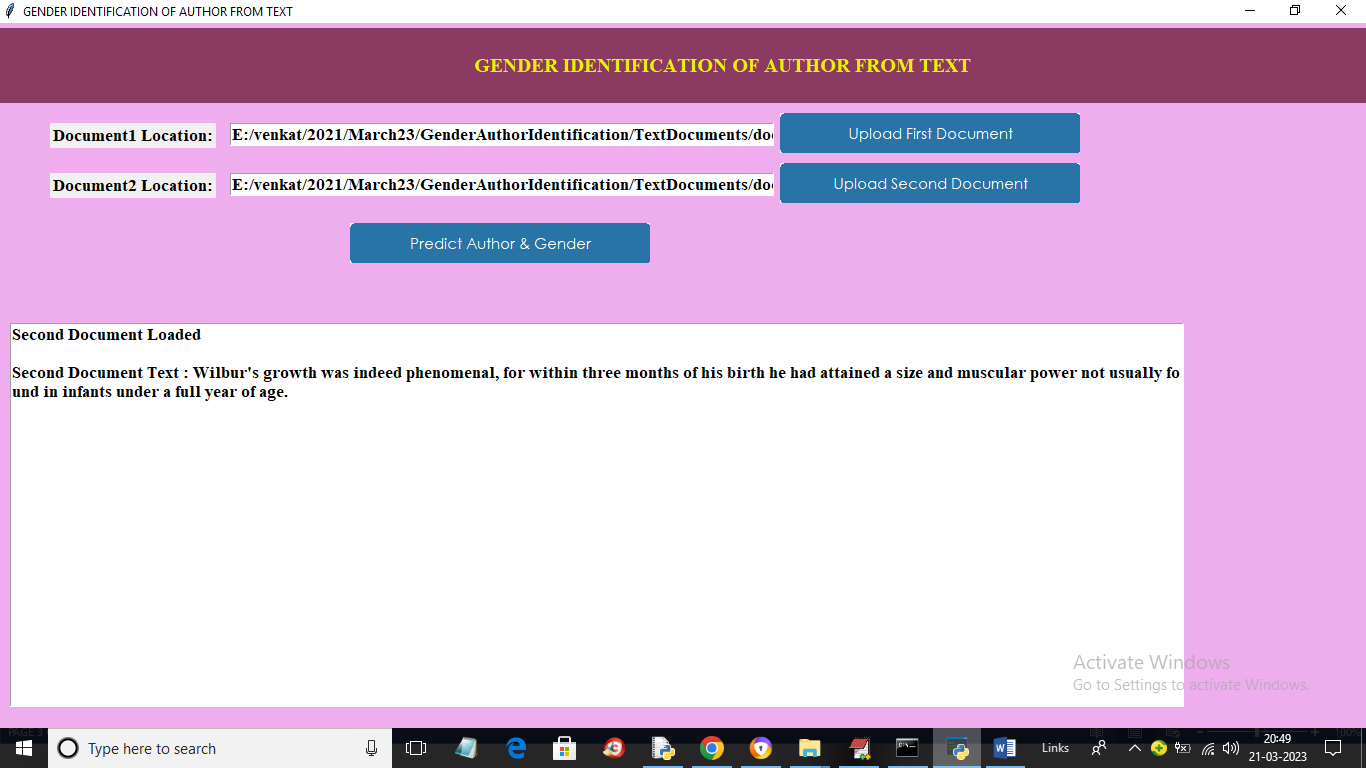 GENDER IDENTIFICATION OF AUTHOR FROM TEXT
GENDER IDENTIFICATION OF AUTHOR FROM TEXT
Document1 Location: E:/venkat/2021/March23/GenderAuthorIdentification/TextDocuments/do Upload First Document
Document2 Location: E:/venkat/2021/March23/GenderAuthorIdentification/TextDocuments/do Upload Second Document
Predict Author & Gender
Second Document Loaded
Second Document Text : Wilbur's growth was indeed phenomenal, for within three months of his birth he had attained a size and muscular power not usually fo
und in infants under a full year of age.
Activate Windows
Go to Settings to activate Windows.
PAGE 3
100%
Type here to search
Links
20:49
21-03-2023